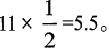 11× 1/2 =5.5。